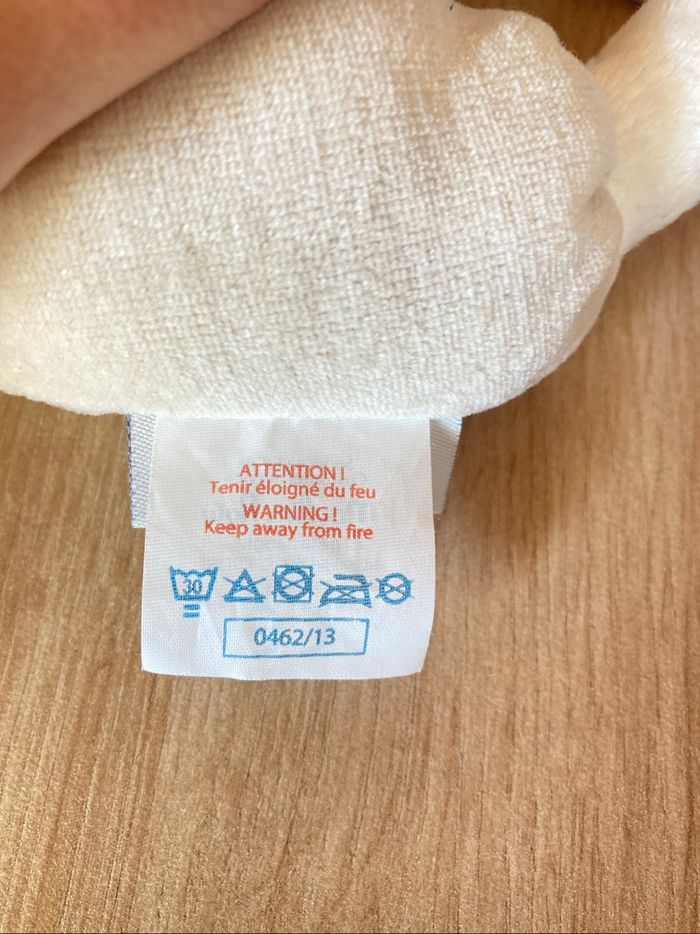 ATTENTION !
Tenir éloigné du feu
WARNING !
Keep away from fire
30
0462/13